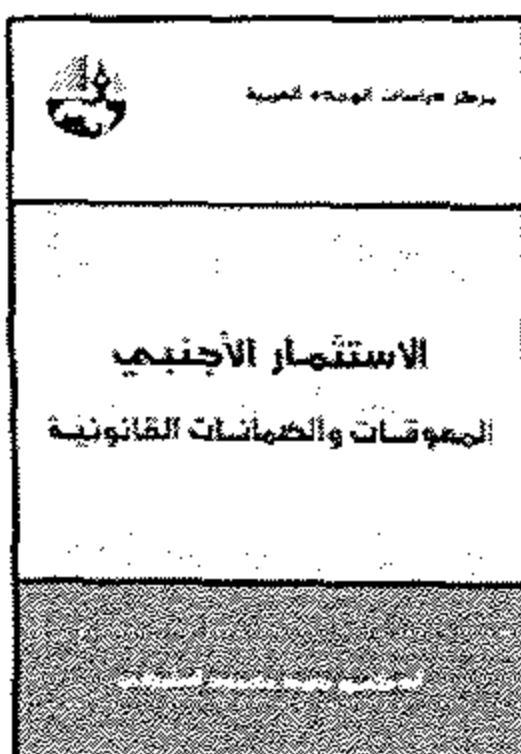 مركز دراسات الوحدة العربية
الاستثمار الأجنبي
المعوقات والضمانات القانونية